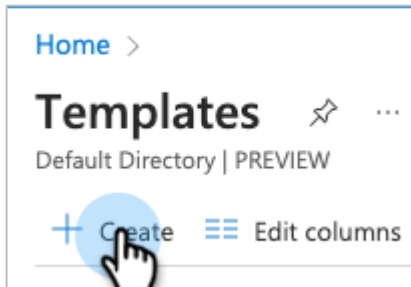 Home >
Templates ...
Default Directory | PREVIEW
+ Create Edit columns